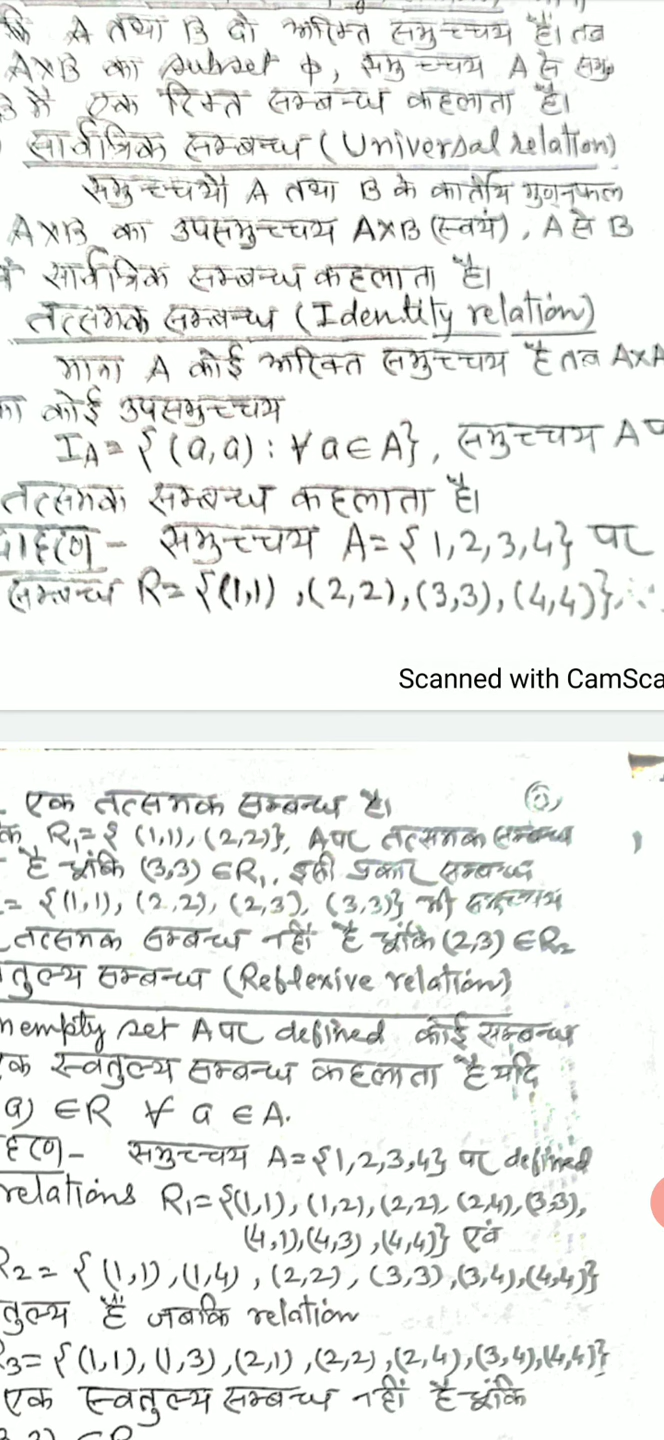 कि A तथा B दो अरिक्त समुच्चय हैं। तब
A×B का subset ϕ, समुच्चय A से समु
B में एक रिक्त सम्बन्ध कहलाता है।
सार्वत्रिक सम्बन्ध (Universal relation)
समुच्चयों A तथा B के कार्तीय गुणनफल
A×B का उपसमुच्चय A×B (स्वयं), A से B
में सार्वत्रिक सम्बन्ध कहलाता है।
तत्समक सम्बन्ध (Identity relation)
माना A कोई अरिक्त समुच्चय है तब A×A
का कोई उपसमुच्चय
I_A = {(a,a) : ∀ a ∈ A}, समुच्चय A प
तत्समक सम्बन्ध कहलाता है।
दाहरण - समुच्चय A = {1,2,3,4} पर
सम्बन्ध R = {(1,1) ,(2,2),(3,3),(4,4)}
Scanned with CamSca
एक तत्समक सम्बन्ध है।
R₁ = { (1,1), (2,2)}, A पर तत्समक सम्बन्ध
है चूंकि (3,3) ∈R₁, इसी प्रकार सम्बन्ध
= {(1,1), (2,2), (2,3), (3,3)} भी समुच्चय
तत्समक सम्बन्ध नहीं है चूंकि (2,3) ∈R₂
तुल्य सम्बन्ध (Reflexive relation)
nempty set A पर defined कोई सम्बन्ध
एक स्वतुल्य सम्बन्ध कहलाता है यदि
a) ∈R ∀ a ∈ A.
हरण - समुच्चय A = {1,2,3,4} पर defined
relations R₁ = {(1,1), (1,2), (2,2), (2,4), (3,3),
(4,1),(4,3) ,(4,4)} एवं
R₂ = { (1,1) ,(1,4) , (2,2) , (3,3) ,(3,4),(4,4)}
तुल्य हैं जबकि relation
R₃ = { (1,1), (1,3) ,(2,1) ,(2,2) ,(2,4) ,(3,4),(4,4)}
एक स्वतुल्य सम्बन्ध नहीं है चूंकि